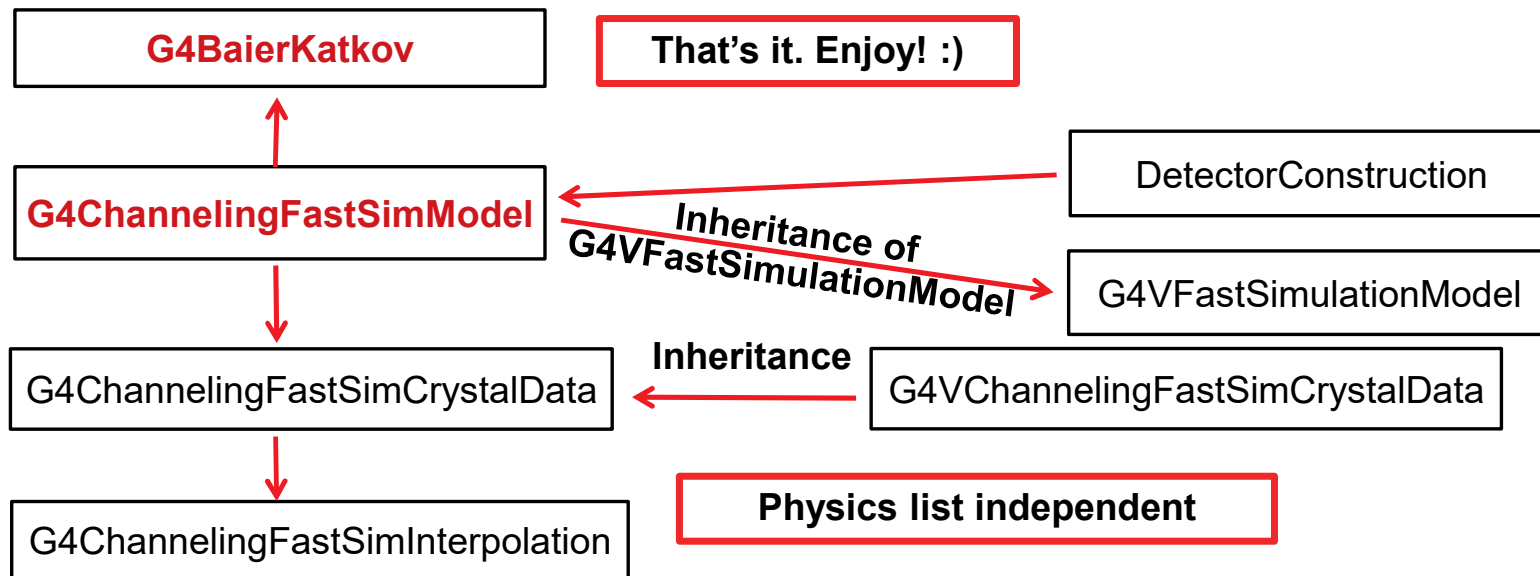 G4BaierKatkov
That's it. Enjoy! :)
DetectorConstruction
G4ChannelingFastSimModel
Inheritance of
G4VFastSimulationModel
G4VFastSimulationModel
Inheritance
G4ChannelingFastSimCrystalData
G4VChannelingFastSimCrystalData
Physics list independent
G4ChannelingFastSimInterpolation